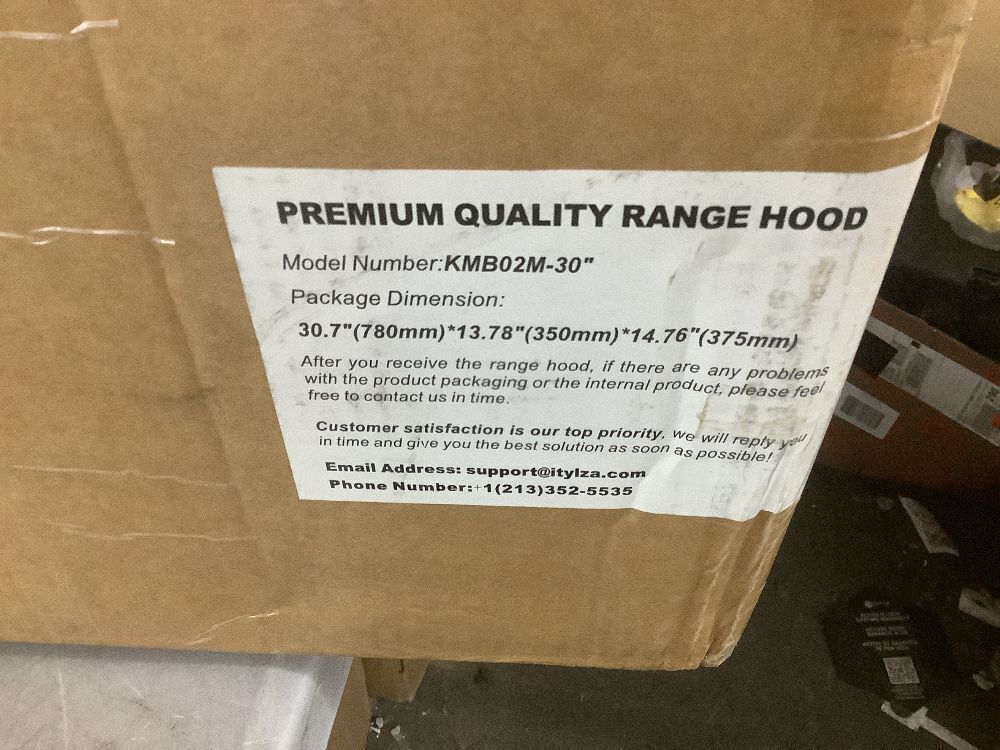 PREMIUM QUALITY RANGE HOOD
Model Number:KMB02M-30"
Package Dimension:
30.7"(780mm)*13.78"(350mm)*14.76"(375mm)
After you receive the range hood, if there are any problems
with the product packaging or the internal product, please feel
free to contact us in time.
Customer satisfaction is our top priority, we will reply you
in time and give you the best solution as soon as possible!
Email Address: support@itylza.com
Phone Number:+1(213)352-5535